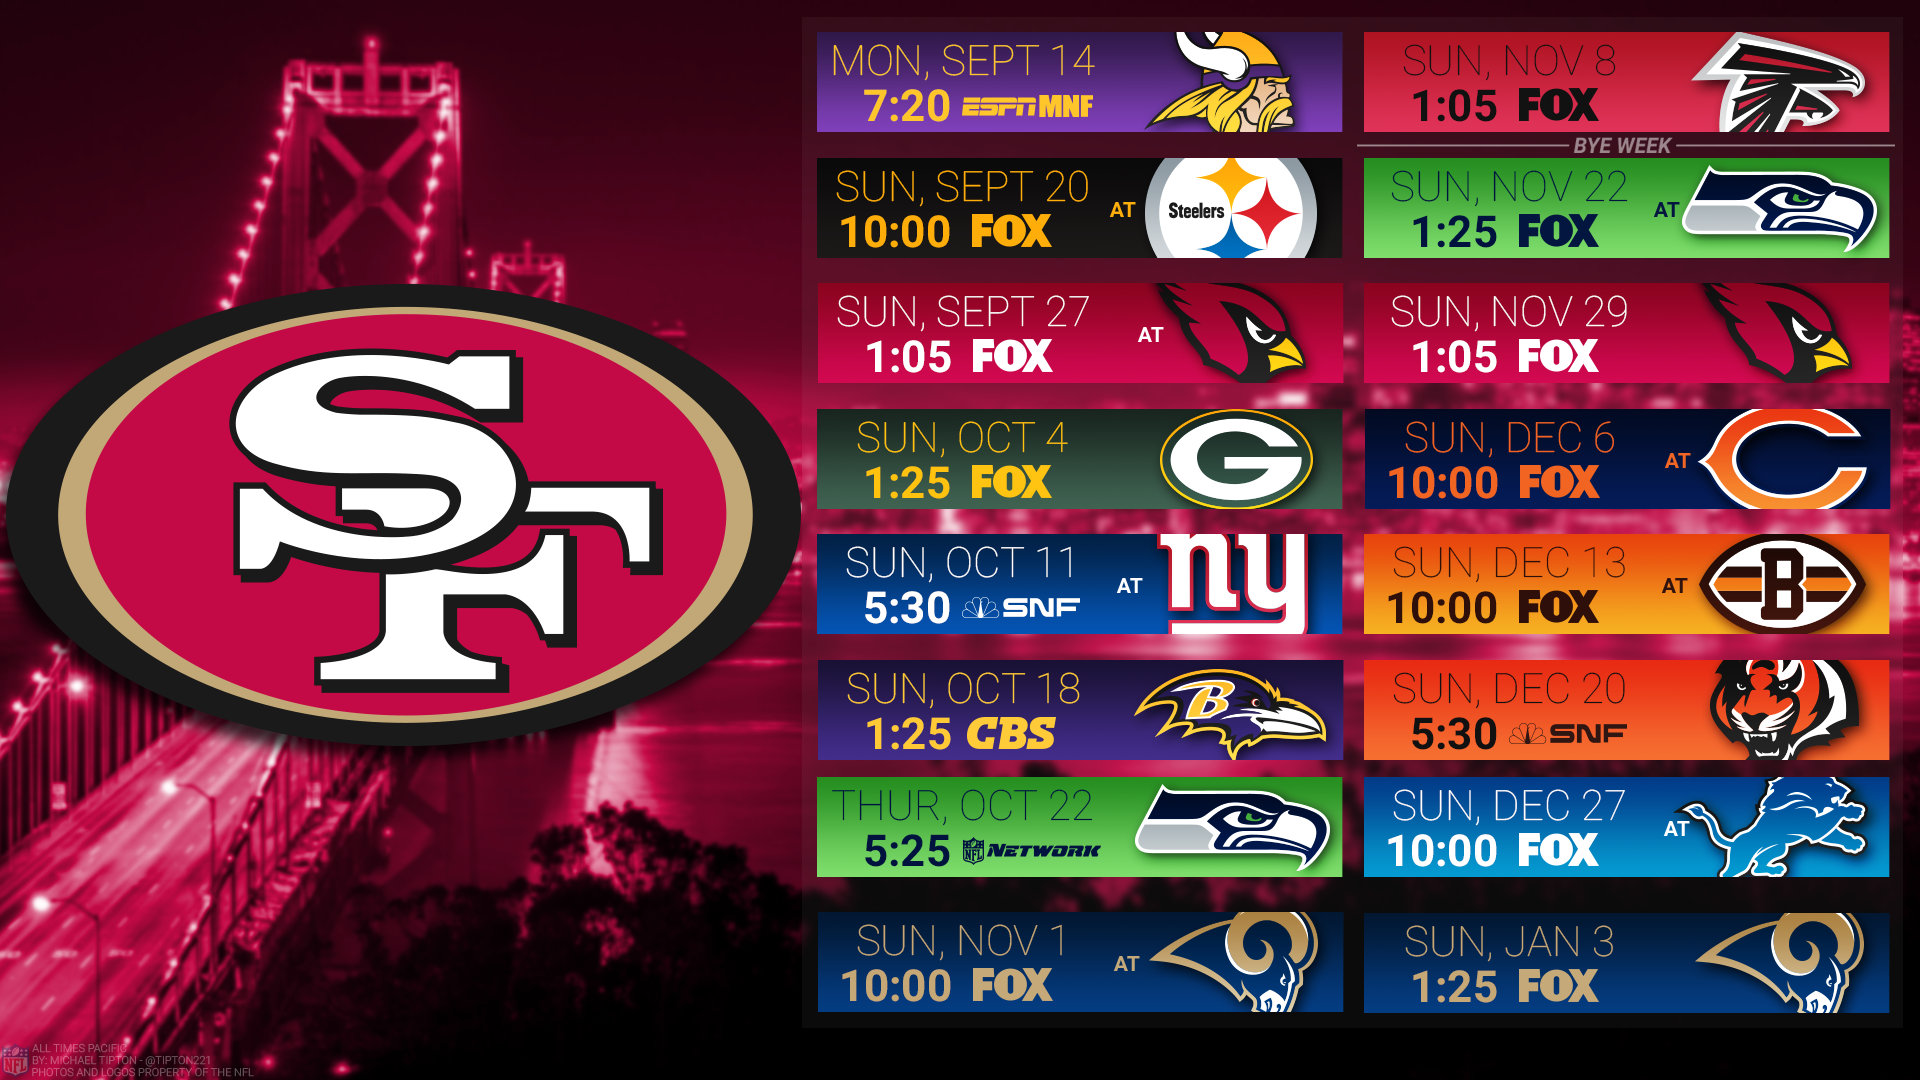 MON, SEPT 14
7:20 ESPN MNF
SUN, SEPT 20
10:00 FOX
AT
Steelers
SUN, SEPT 27
1:05 FOX
AT
SUN, OCT 4
1:25 FOX
G
SUN, OCT 11
5:30 SNF
AT
ny
SUN, OCT 18
1:25 CBS
B
THUR, OCT 22
5:25 NFL NETWORK
SUN, NOV 1
10:00 FOX
AT
SUN, NOV 8
1:05 FOX
BYE WEEK
SUN, NOV 22
1:25 FOX
AT
SUN, NOV 29
1:05 FOX
SUN, DEC 6
10:00 FOX
AT
C
SUN, DEC 13
10:00 FOX
AT
B
SUN, DEC 20
5:30 SNF
SUN, DEC 27
10:00 FOX
AT
SUN, JAN 3
1:25 FOX
SF
NFL
ALL TIMES PACIFIC
BY: MICHAEL TIPTON - @TIPTON221
PHOTOS AND LOGOS PROPERTY OF THE NFL